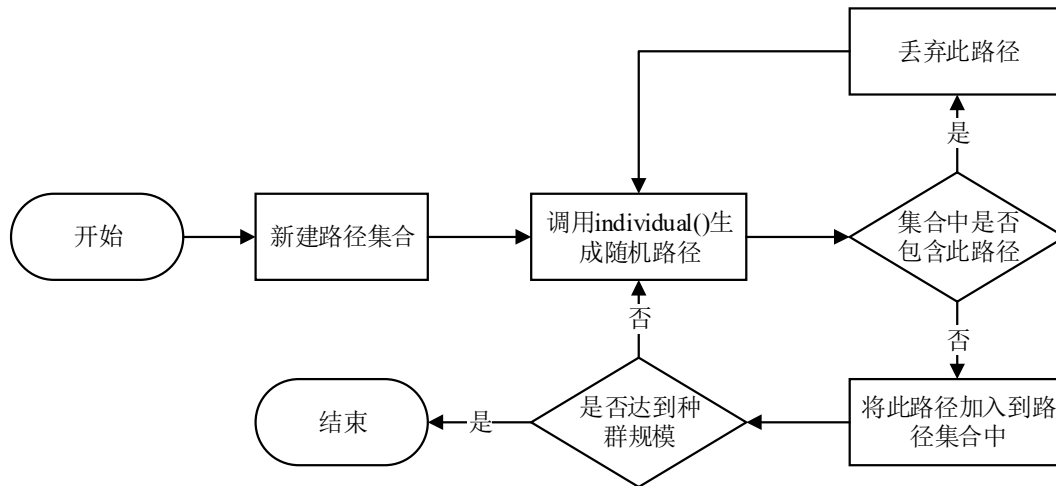 丢弃此路径
是
开始
新建路径集合
调用individual()生
成随机路径
集合中是否
包含此路径
否
否
结束
是
是否达到种
群规模
将此路径加入到路
径集合中